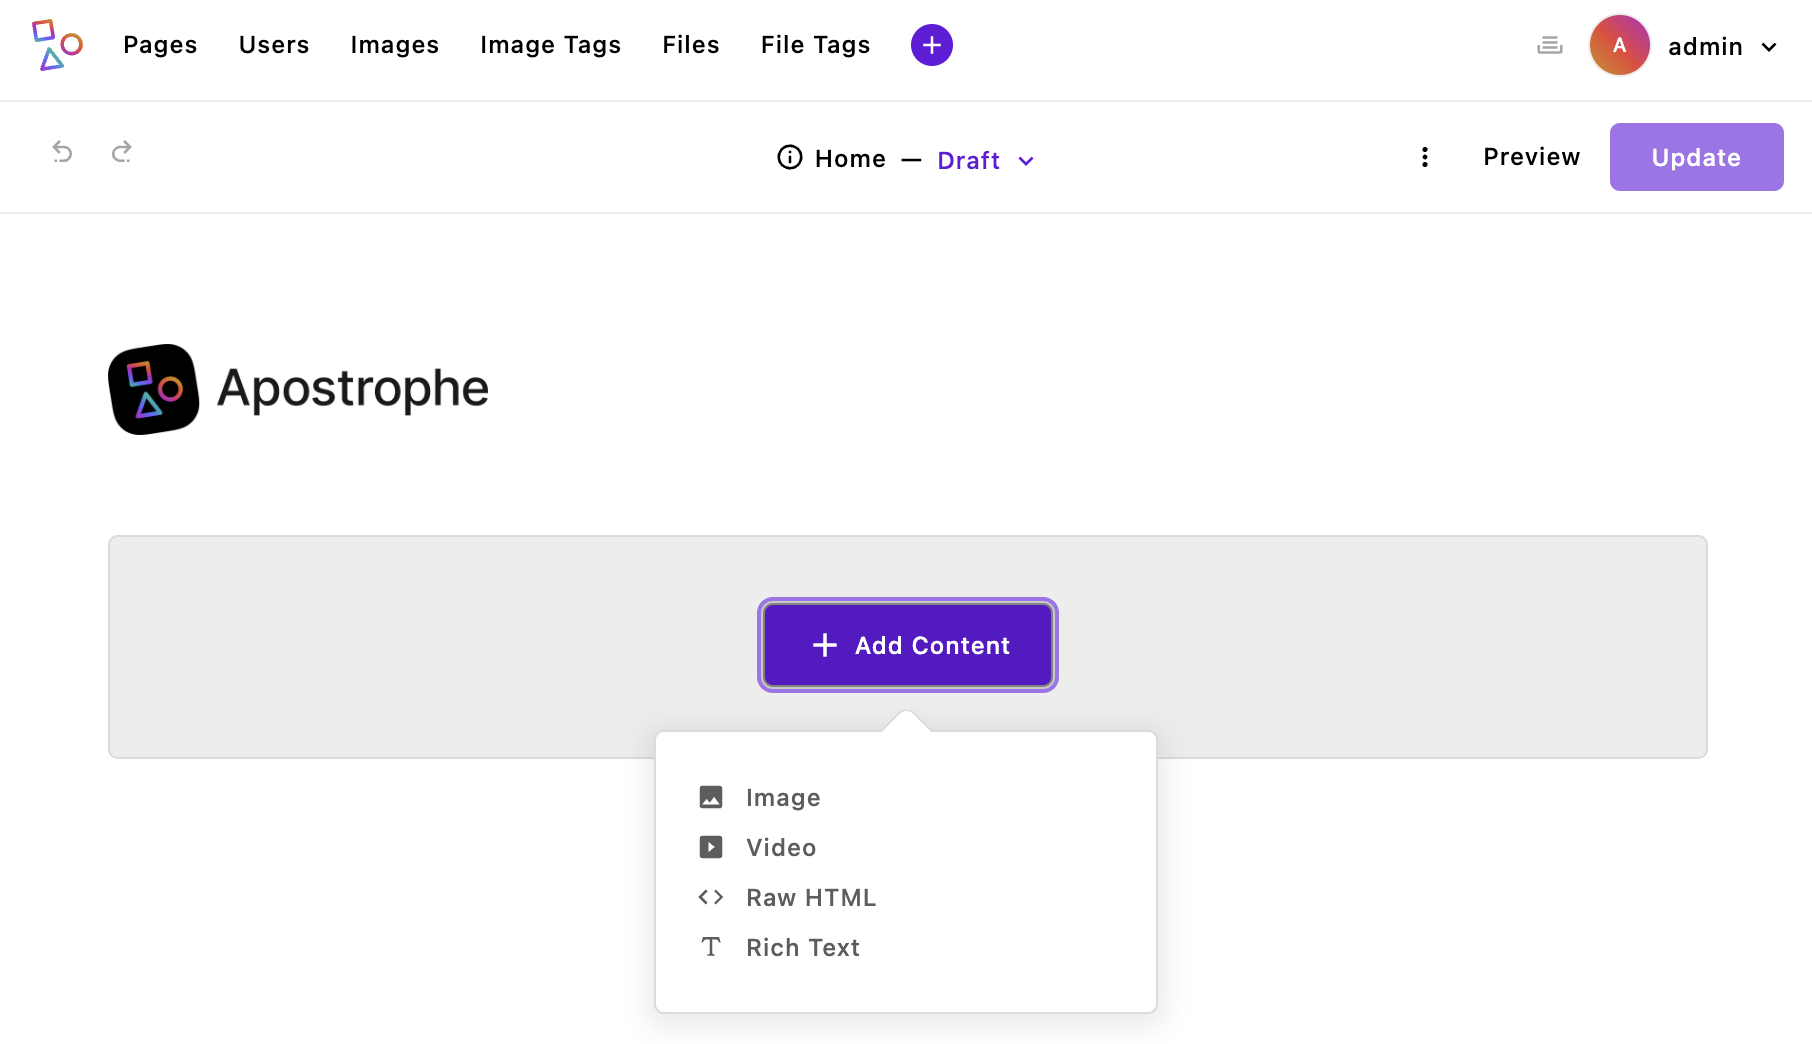 Pages Users Images Image Tags Files File Tags A admin
Home — Draft Preview Update
Apostrophe
Add Content
Image
Video
Raw HTML
Rich Text